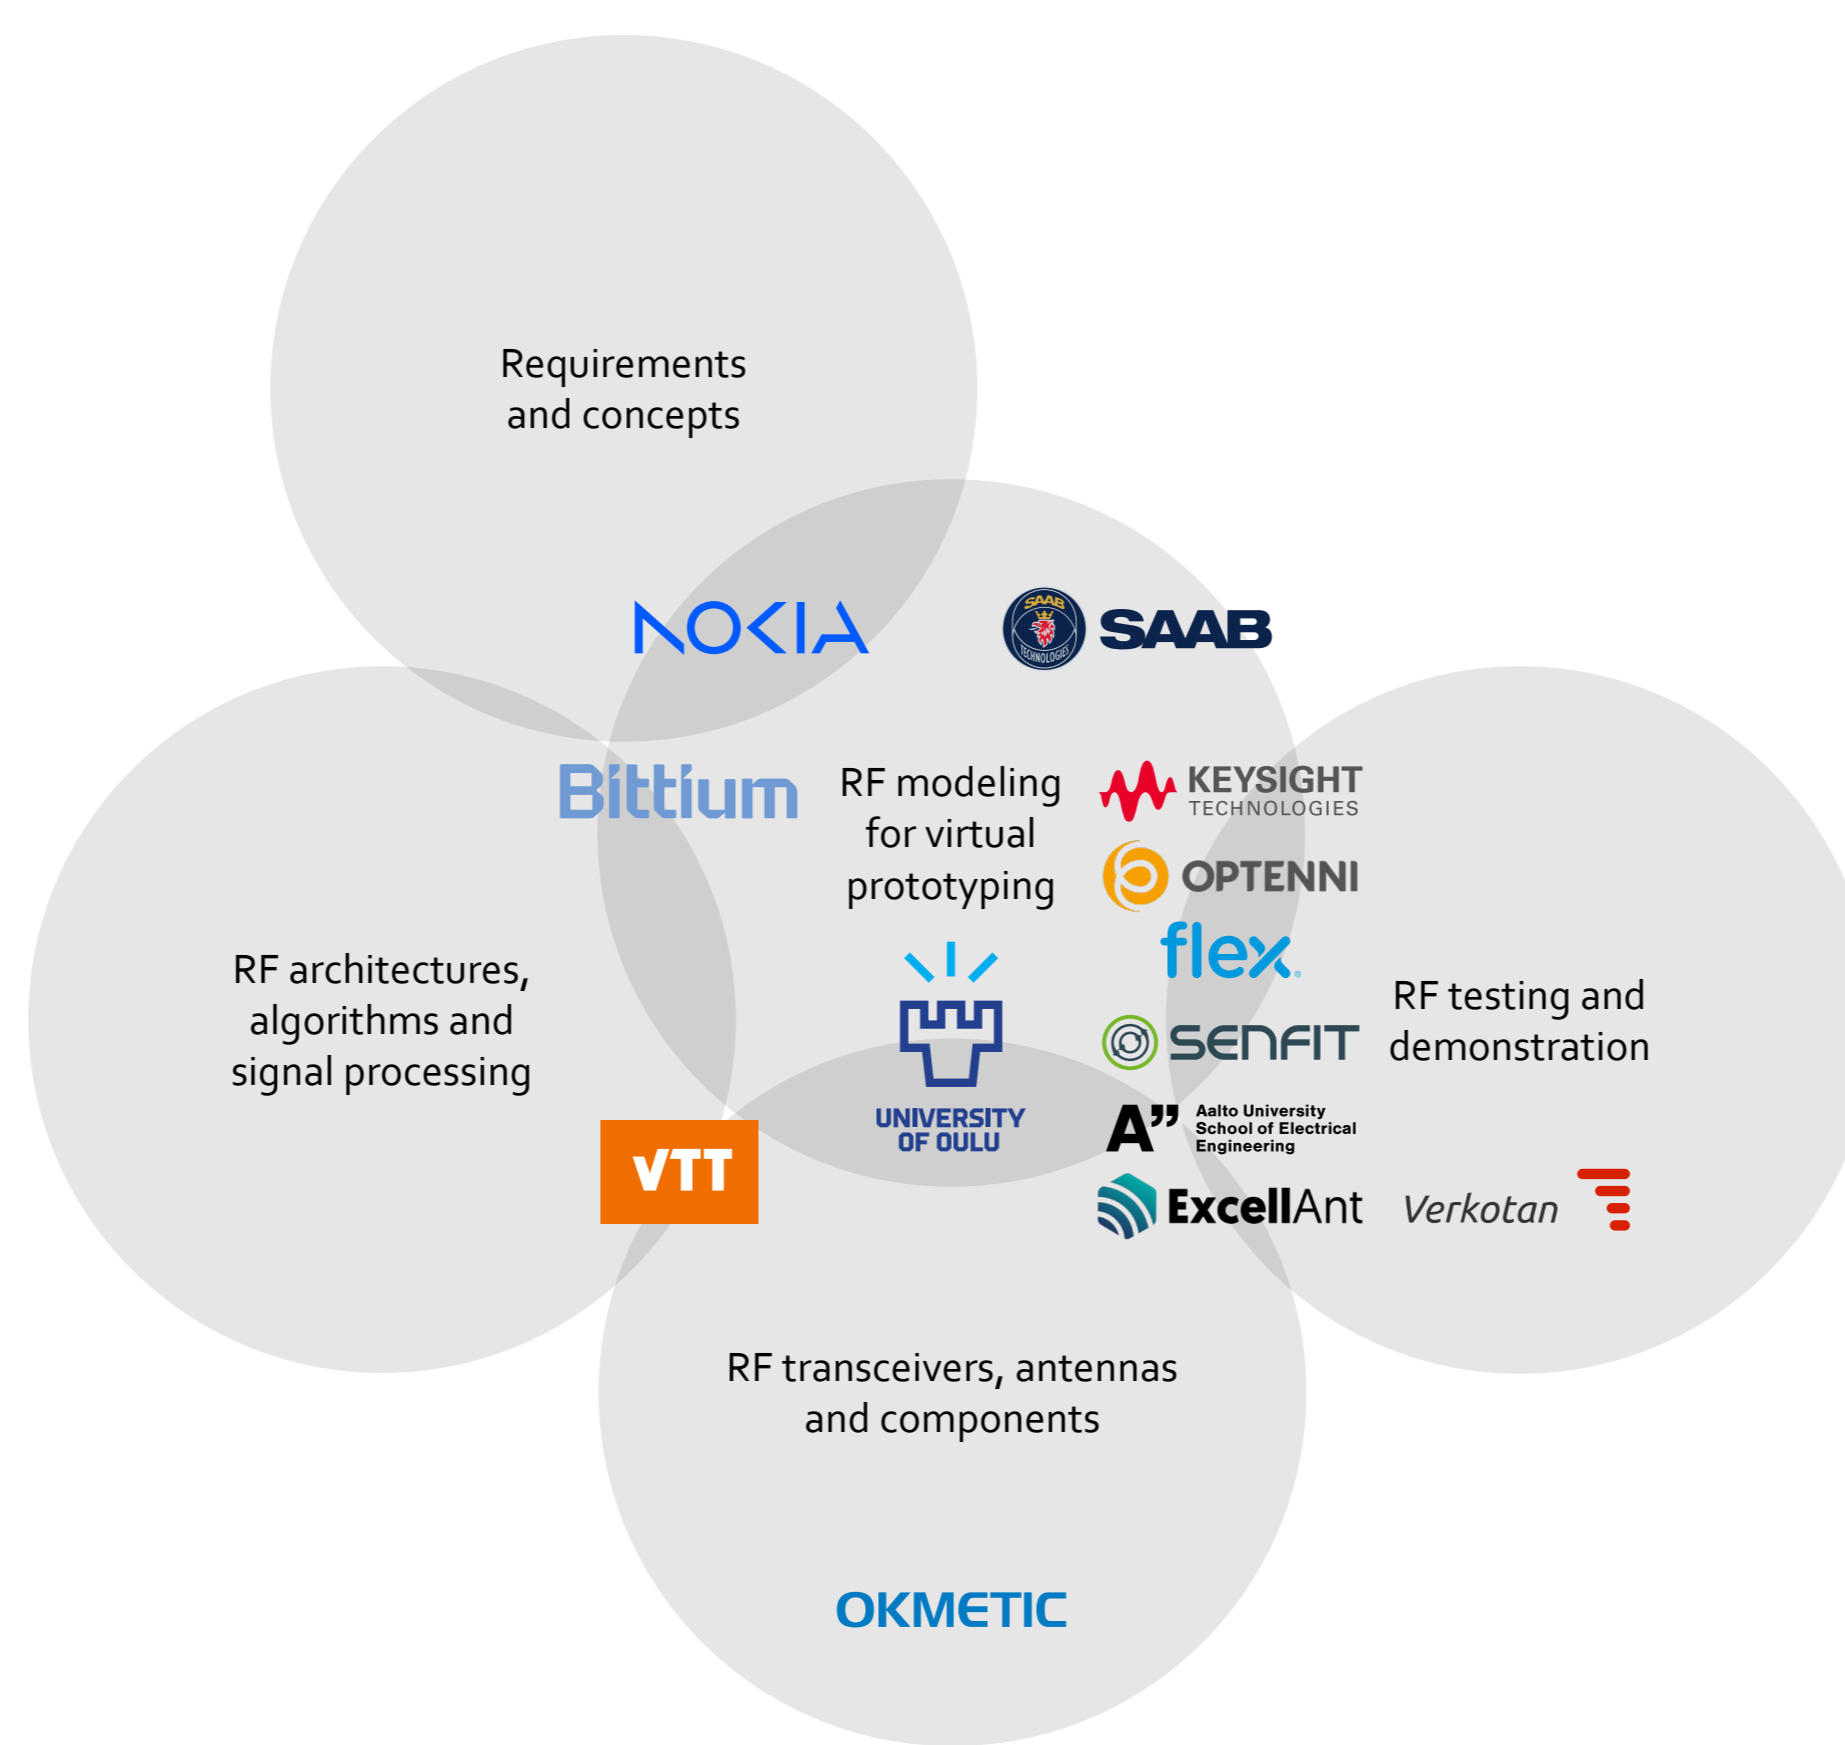 Requirements
and concepts
NOKIA
SAAB
TECHNOLOGIES
SAAB
Bittium
RF modeling
for virtual
prototyping
KEYSIGHT
TECHNOLOGIES
OPTENNI
flex
RF architectures,
algorithms and
signal processing
RF testing and
demonstration
SENFIT
UNIVERSITY
OF OULU
A”
Aalto University
School of Electrical
Engineering
VTT
ExcellAnt
Verkotan
RF transceivers, antennas
and components
OKMETIC